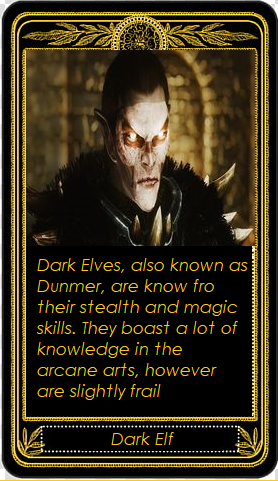 Dark Elves, also known as
Dunmer, are know fro
their stealth and magic
skills. They boast a lot of
knowledge in the
arcane arts, however
are slightly frail
Dark Elf